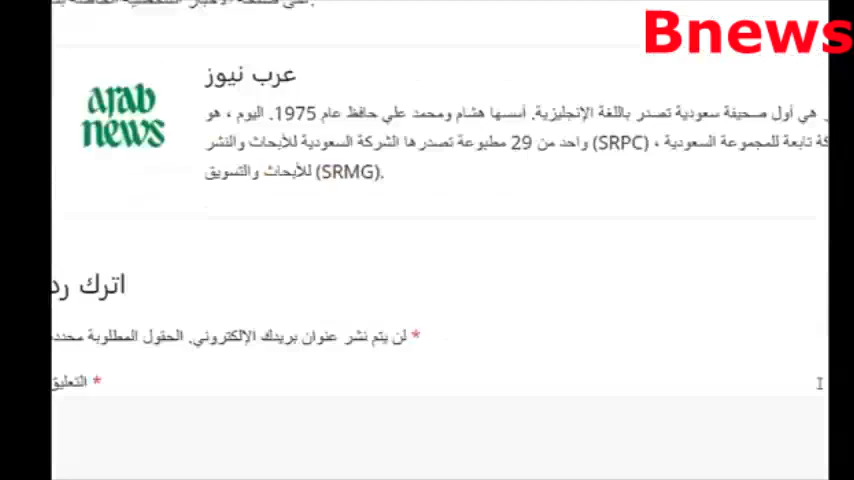 Bnews
عرب نيوز
arab news
هي أول صحيفة سعودية تصدر باللغة الإنجليزية. أسسها هشام ومحمد علي حافظ عام 1975. اليوم ، هو
تابعة للمجموعة السعودية ، (SRPC) واحد من 29 مطبوعة تصدرها الشركة السعودية للأبحاث والنشر
للأبحاث والتسويق (SRMG).
اترك
* لن يتم نشر عنوان بريدك الإلكتروني. الحقول المطلوبة
* التعليق